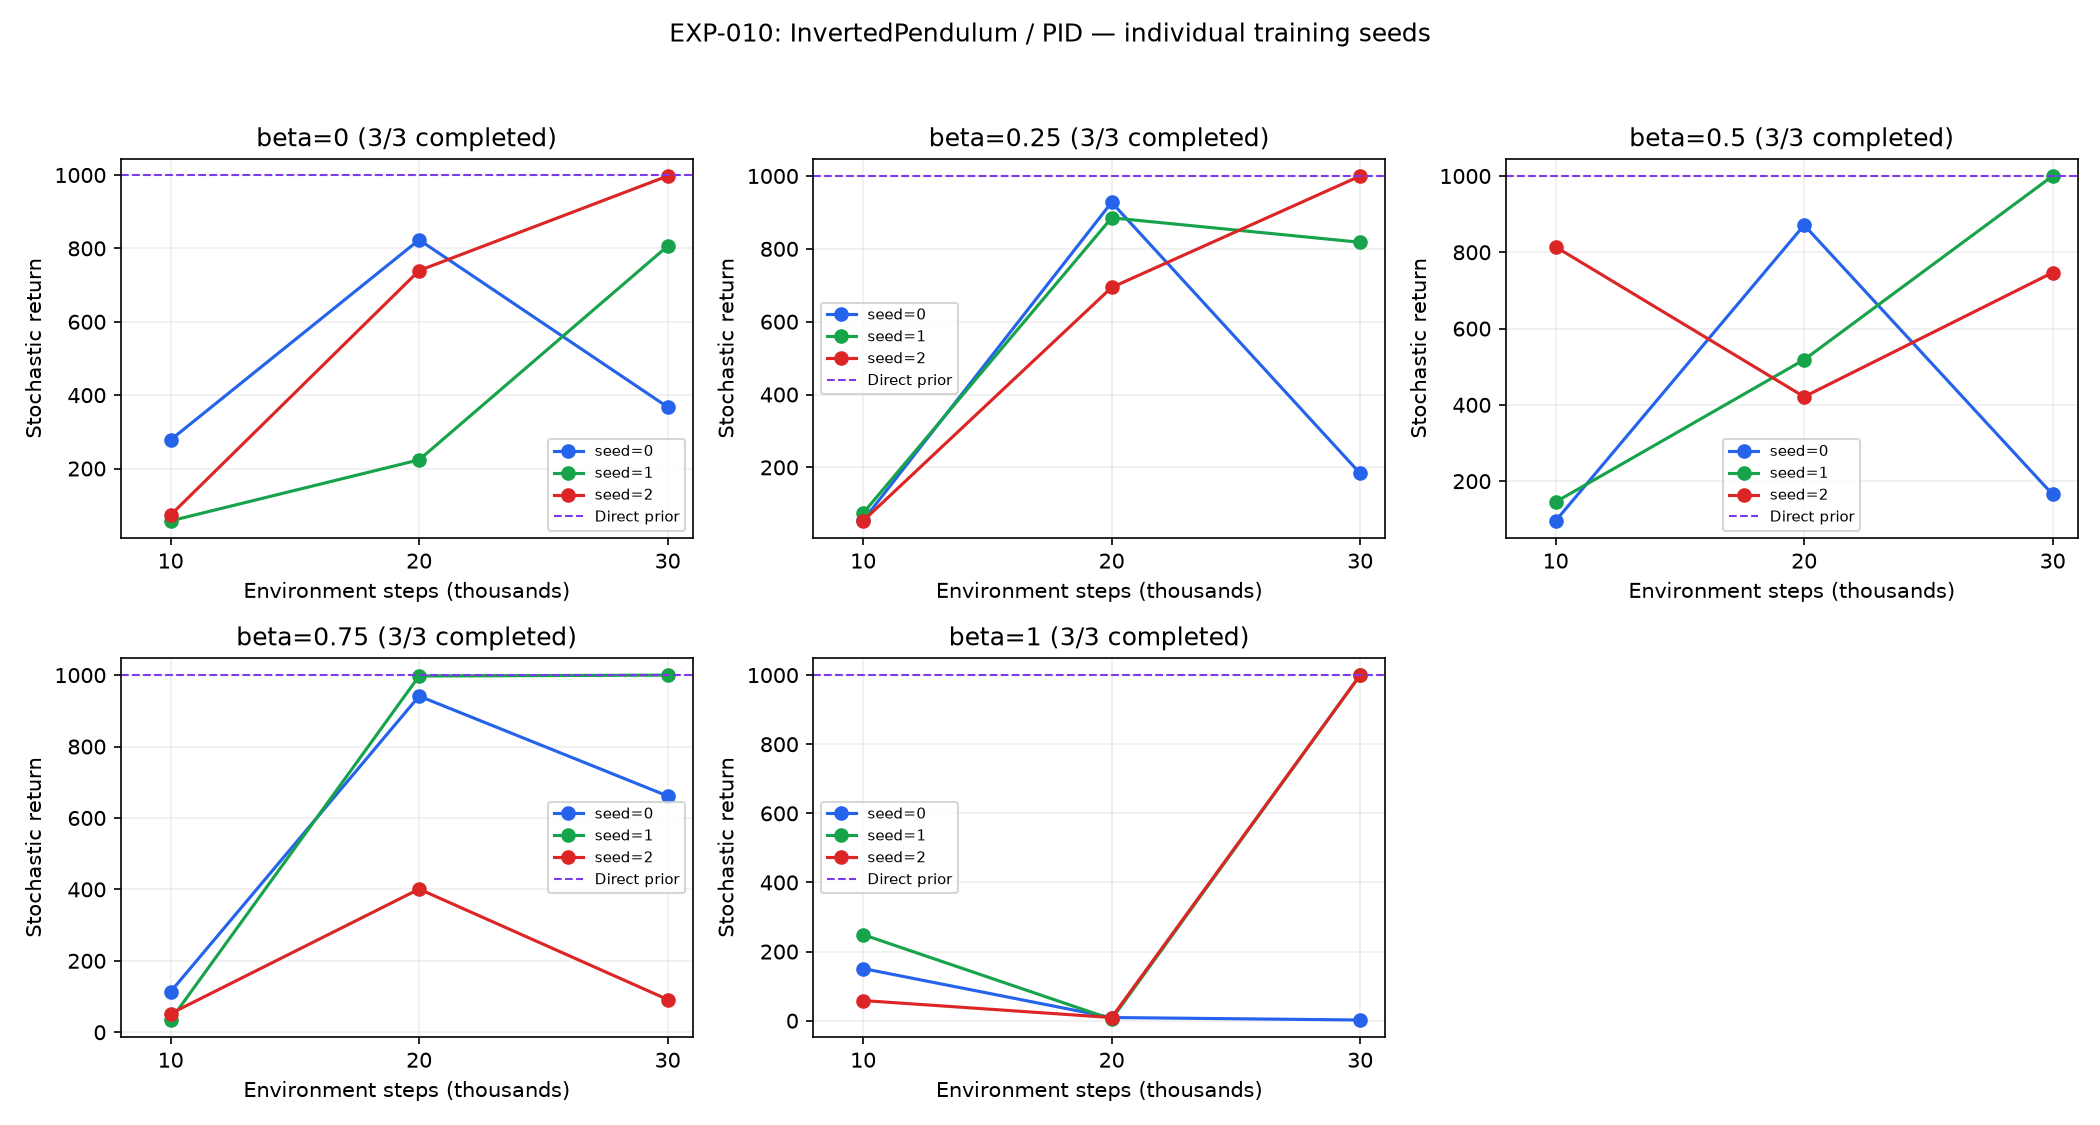 EXP-010: InvertedPendulum / PID — individual training seeds
beta=0 (3/3 completed)
Stochastic return
1000
800
600
400
200
seed=0
seed=1
seed=2
Direct prior
10 20 30
Environment steps (thousands)
beta=0.25 (3/3 completed)
Stochastic return
1000
800
600
400
200
seed=0
seed=1
seed=2
Direct prior
10 20 30
Environment steps (thousands)
beta=0.5 (3/3 completed)
Stochastic return
1000
800
600
400
200
seed=0
seed=1
seed=2
Direct prior
10 20 30
Environment steps (thousands)
beta=0.75 (3/3 completed)
Stochastic return
1000
800
600
400
200
0
seed=0
seed=1
seed=2
Direct prior
10 20 30
Environment steps (thousands)
beta=1 (3/3 completed)
Stochastic return
1000
800
600
400
200
0
seed=0
seed=1
seed=2
Direct prior
10 20 30
Environment steps (thousands)